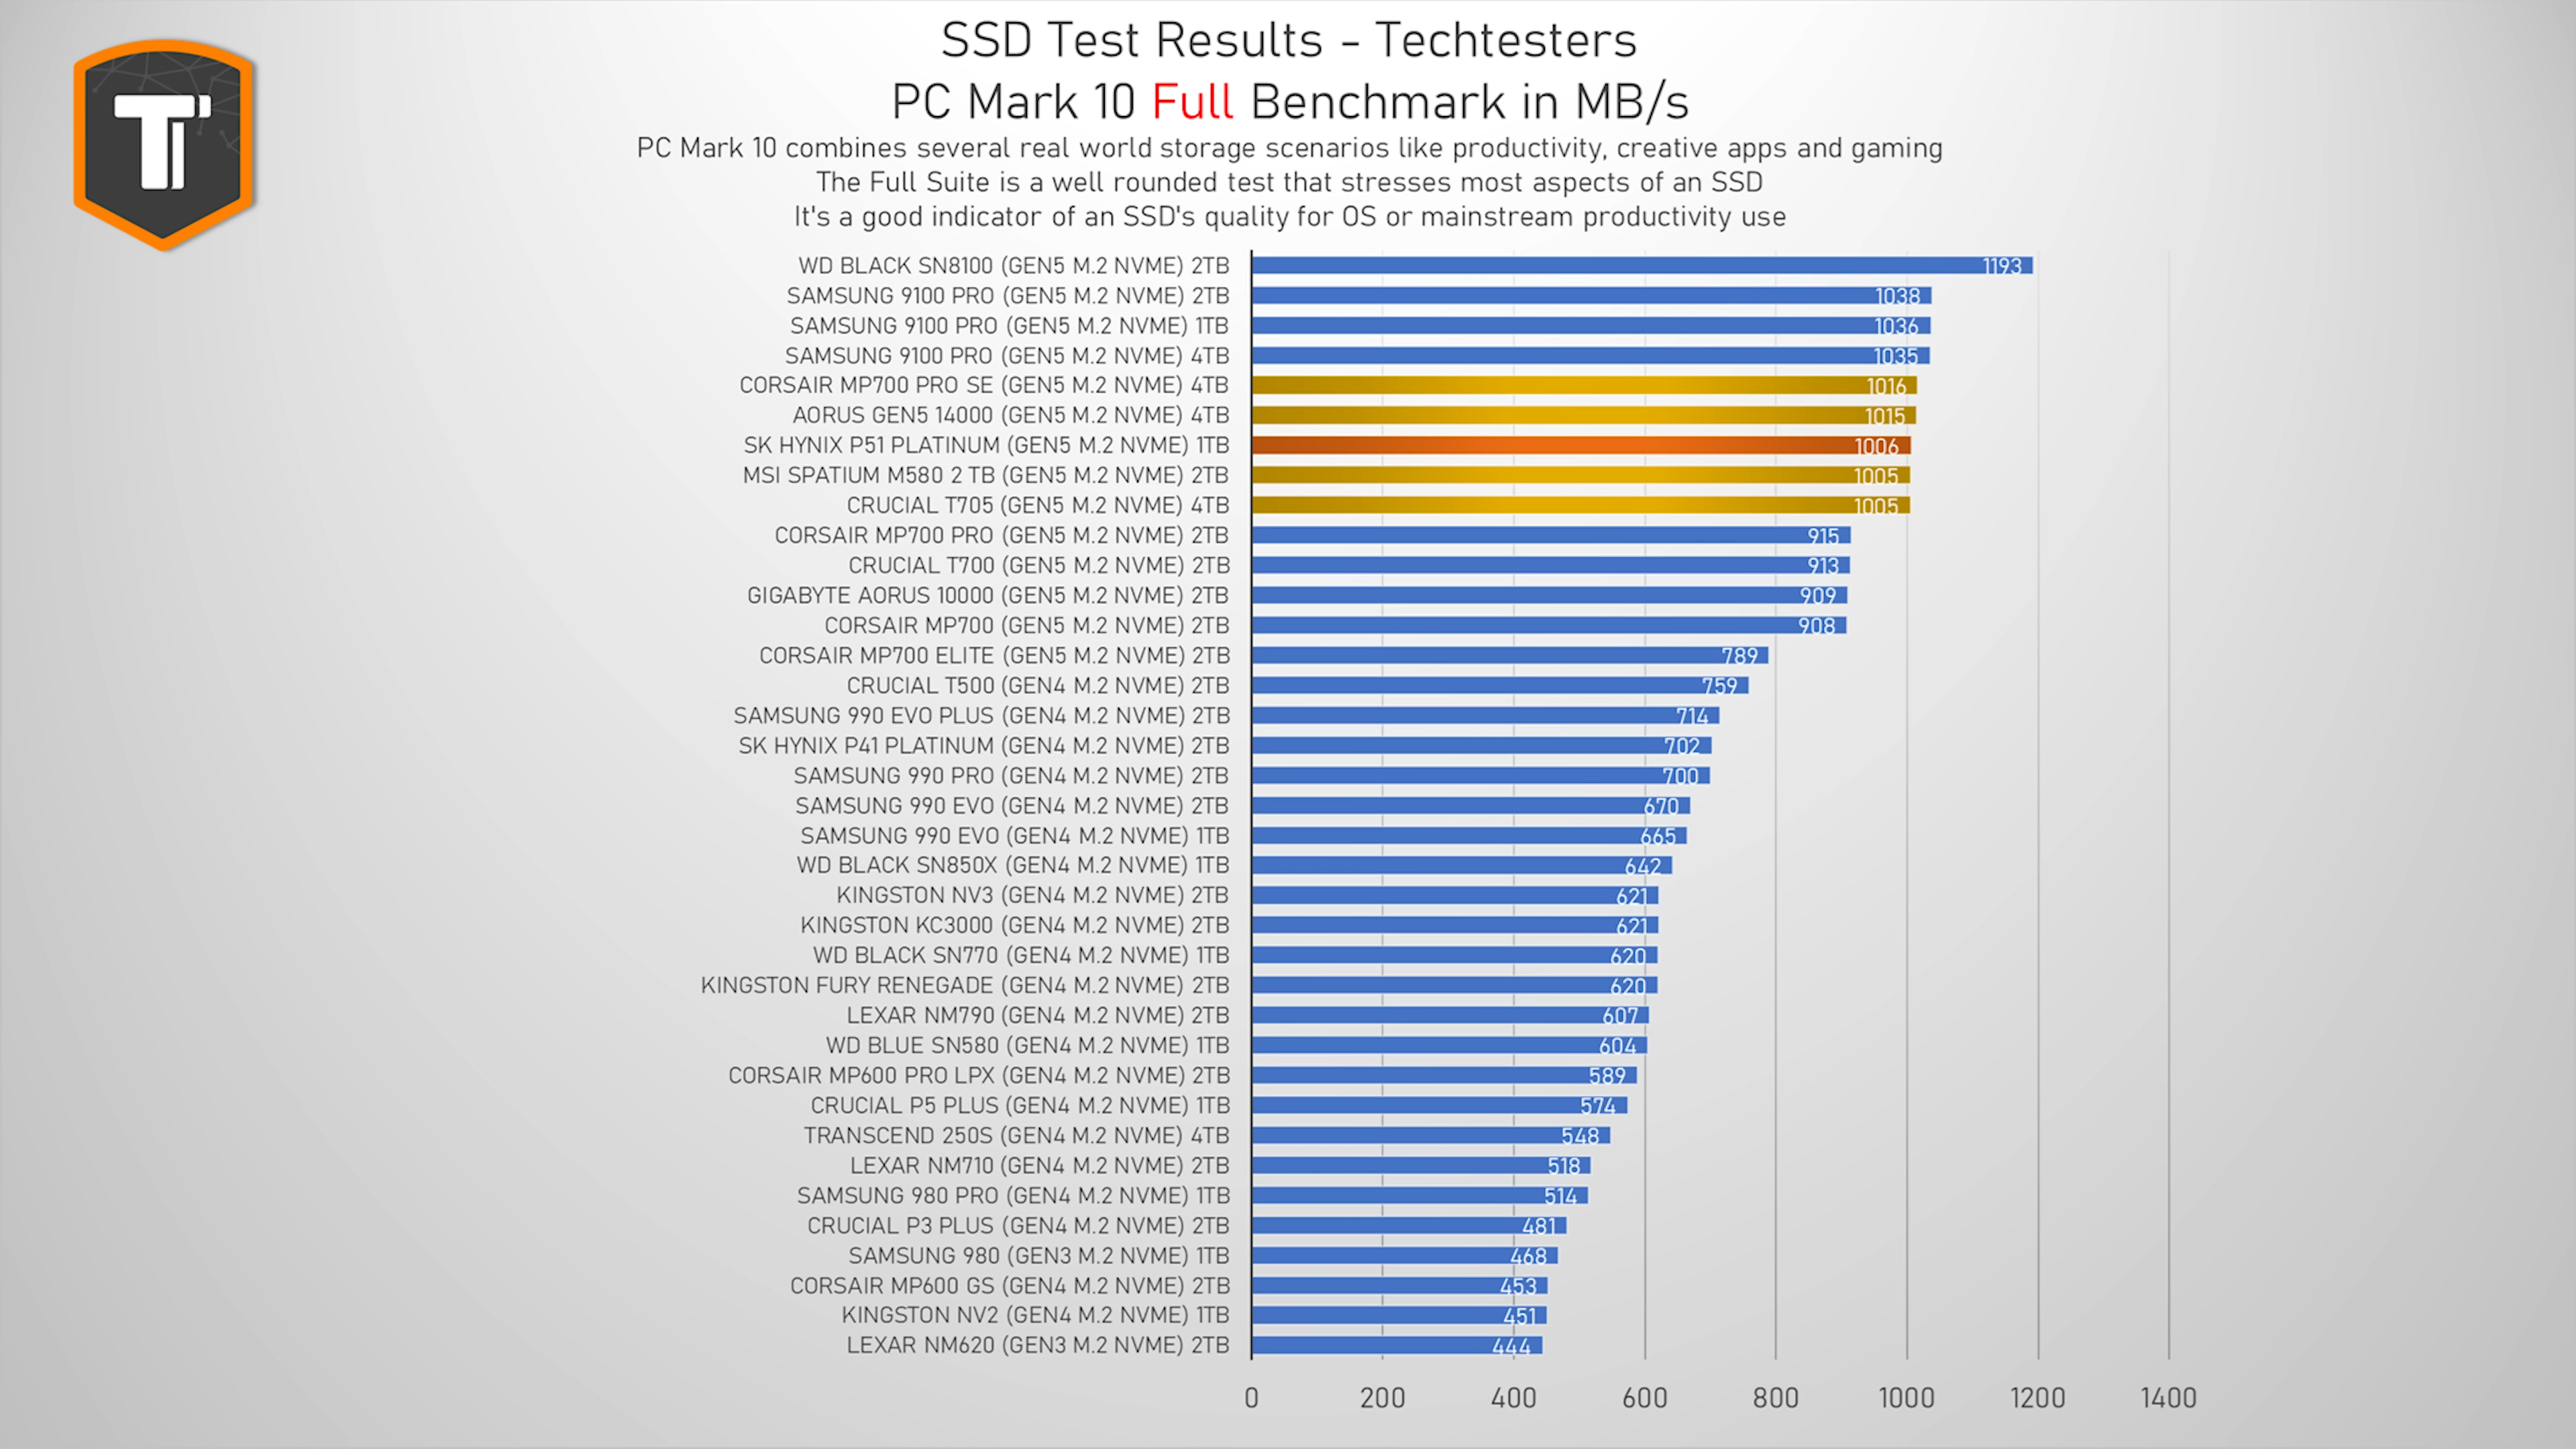 SSD Test Results - Techtesters
PC Mark 10 Full Benchmark in MB/s
PC Mark 10 combines several real world storage scenarios like productivity, creative apps and gaming
The Full Suite is a well rounded test that stresses most aspects of an SSD
It's a good indicator of an SSD's quality for OS or mainstream productivity use
WD BLACK SN8100 (GEN5 M.2 NVME) 2TB 1193
SAMSUNG 9100 PRO (GEN5 M.2 NVME) 2TB 1038
SAMSUNG 9100 PRO (GEN5 M.2 NVME) 1TB 1036
SAMSUNG 9100 PRO (GEN5 M.2 NVME) 4TB 1035
CORSAIR MP700 PRO SE (GEN5 M.2 NVME) 4TB 1016
AORUS GEN5 14000 (GEN5 M.2 NVME) 4TB 1015
SK HYNIX P51 PLATINUM (GEN5 M.2 NVME) 1TB 1006
MSI SPATIUM M580 2 TB (GEN5 M.2 NVME) 2TB 1005
CRUCIAL T705 (GEN5 M.2 NVME) 4TB 1005
CORSAIR MP700 PRO (GEN5 M.2 NVME) 2TB 915
CRUCIAL T700 (GEN5 M.2 NVME) 2TB 913
GIGABYTE AORUS 10000 (GEN5 M.2 NVME) 2TB 909
CORSAIR MP700 (GEN5 M.2 NVME) 2TB 908
CORSAIR MP700 ELITE (GEN5 M.2 NVME) 2TB 789
CRUCIAL T500 (GEN4 M.2 NVME) 2TB 759
SAMSUNG 990 EVO PLUS (GEN4 M.2 NVME) 2TB 714
SK HYNIX P41 PLATINUM (GEN4 M.2 NVME) 2TB 702
SAMSUNG 990 PRO (GEN4 M.2 NVME) 2TB 700
SAMSUNG 990 EVO (GEN4 M.2 NVME) 2TB 670
SAMSUNG 990 EVO (GEN4 M.2 NVME) 1TB 665
WD BLACK SN850X (GEN4 M.2 NVME) 1TB 642
KINGSTON NV3 (GEN4 M.2 NVME) 2TB 621
KINGSTON KC3000 (GEN4 M.2 NVME) 2TB 621
WD BLACK SN770 (GEN4 M.2 NVME) 1TB 620
KINGSTON FURY RENEGADE (GEN4 M.2 NVME) 2TB 620
LEXAR NM790 (GEN4 M.2 NVME) 2TB 607
WD BLUE SN580 (GEN4 M.2 NVME) 1TB 604
CORSAIR MP600 PRO LPX (GEN4 M.2 NVME) 2TB 589
CRUCIAL P5 PLUS (GEN4 M.2 NVME) 1TB 574
TRANSCEND 250S (GEN4 M.2 NVME) 4TB 548
LEXAR NM710 (GEN4 M.2 NVME) 2TB 518
SAMSUNG 980 PRO (GEN4 M.2 NVME) 1TB 514
CRUCIAL P3 PLUS (GEN4 M.2 NVME) 2TB 481
SAMSUNG 980 (GEN3 M.2 NVME) 1TB 468
CORSAIR MP600 GS (GEN4 M.2 NVME) 2TB 453
KINGSTON NV2 (GEN4 M.2 NVME) 1TB 451
LEXAR NM620 (GEN3 M.2 NVME) 2TB 444
0 200 400 600 800 1000 1200 1400